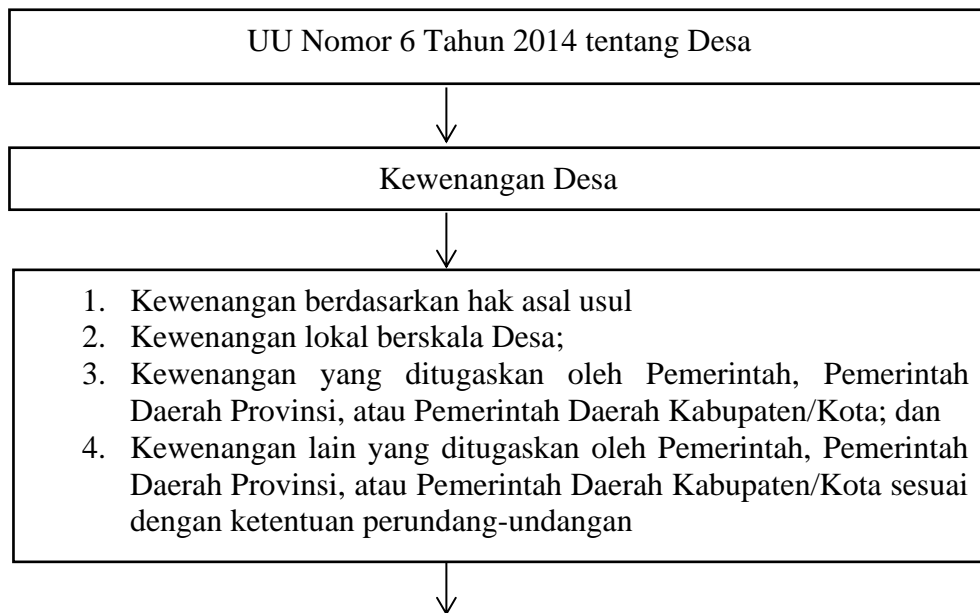 UU Nomor 6 Tahun 2014 tentang Desa
Kewenangan Desa
1. Kewenangan berdasarkan hak asal usul
2. Kewenangan lokal berskala Desa;
3. Kewenangan yang ditugaskan oleh Pemerintah, Pemerintah
Daerah Provinsi, atau Pemerintah Daerah Kabupaten/Kota; dan
4. Kewenangan lain yang ditugaskan oleh Pemerintah, Pemerintah
Daerah Provinsi, atau Pemerintah Daerah Kabupaten/Kota sesuai
dengan ketentuan perundang-undangan